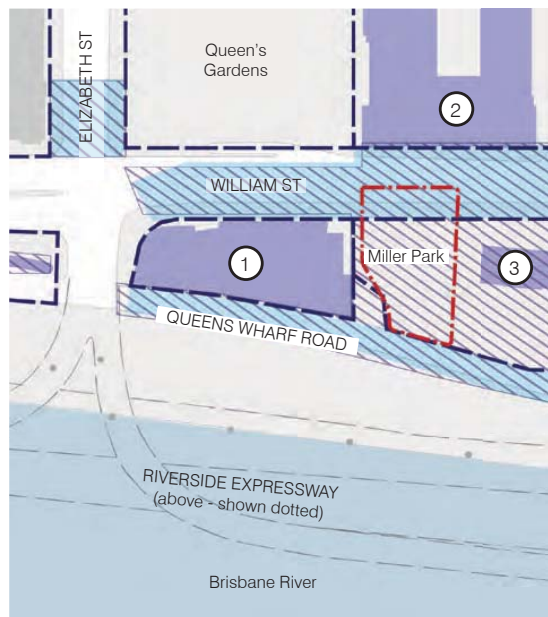 ELIZABETH ST
Queen's
Gardens
2
WILLIAM ST
1
Miller Park
3
QUEENS WHARF ROAD
RIVERSIDE EXPRESSWAY
(above - shown dotted)
Brisbane River